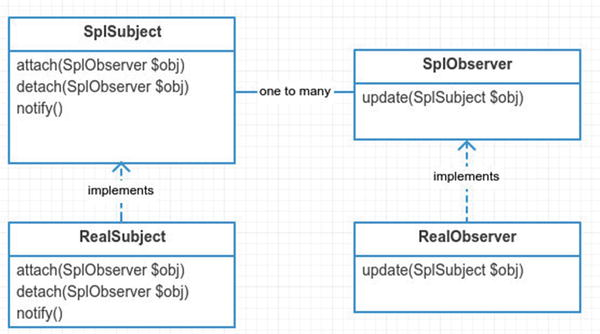 SplSubject
attach(SplObserver $obj)
detach(SplObserver $obj)
notify()
one to many
SplObserver
update(SplSubject $obj)
implements
implements
RealSubject
attach(SplObserver $obj)
detach(SplObserver $obj)
notify()
RealObserver
update(SplSubject $obj)